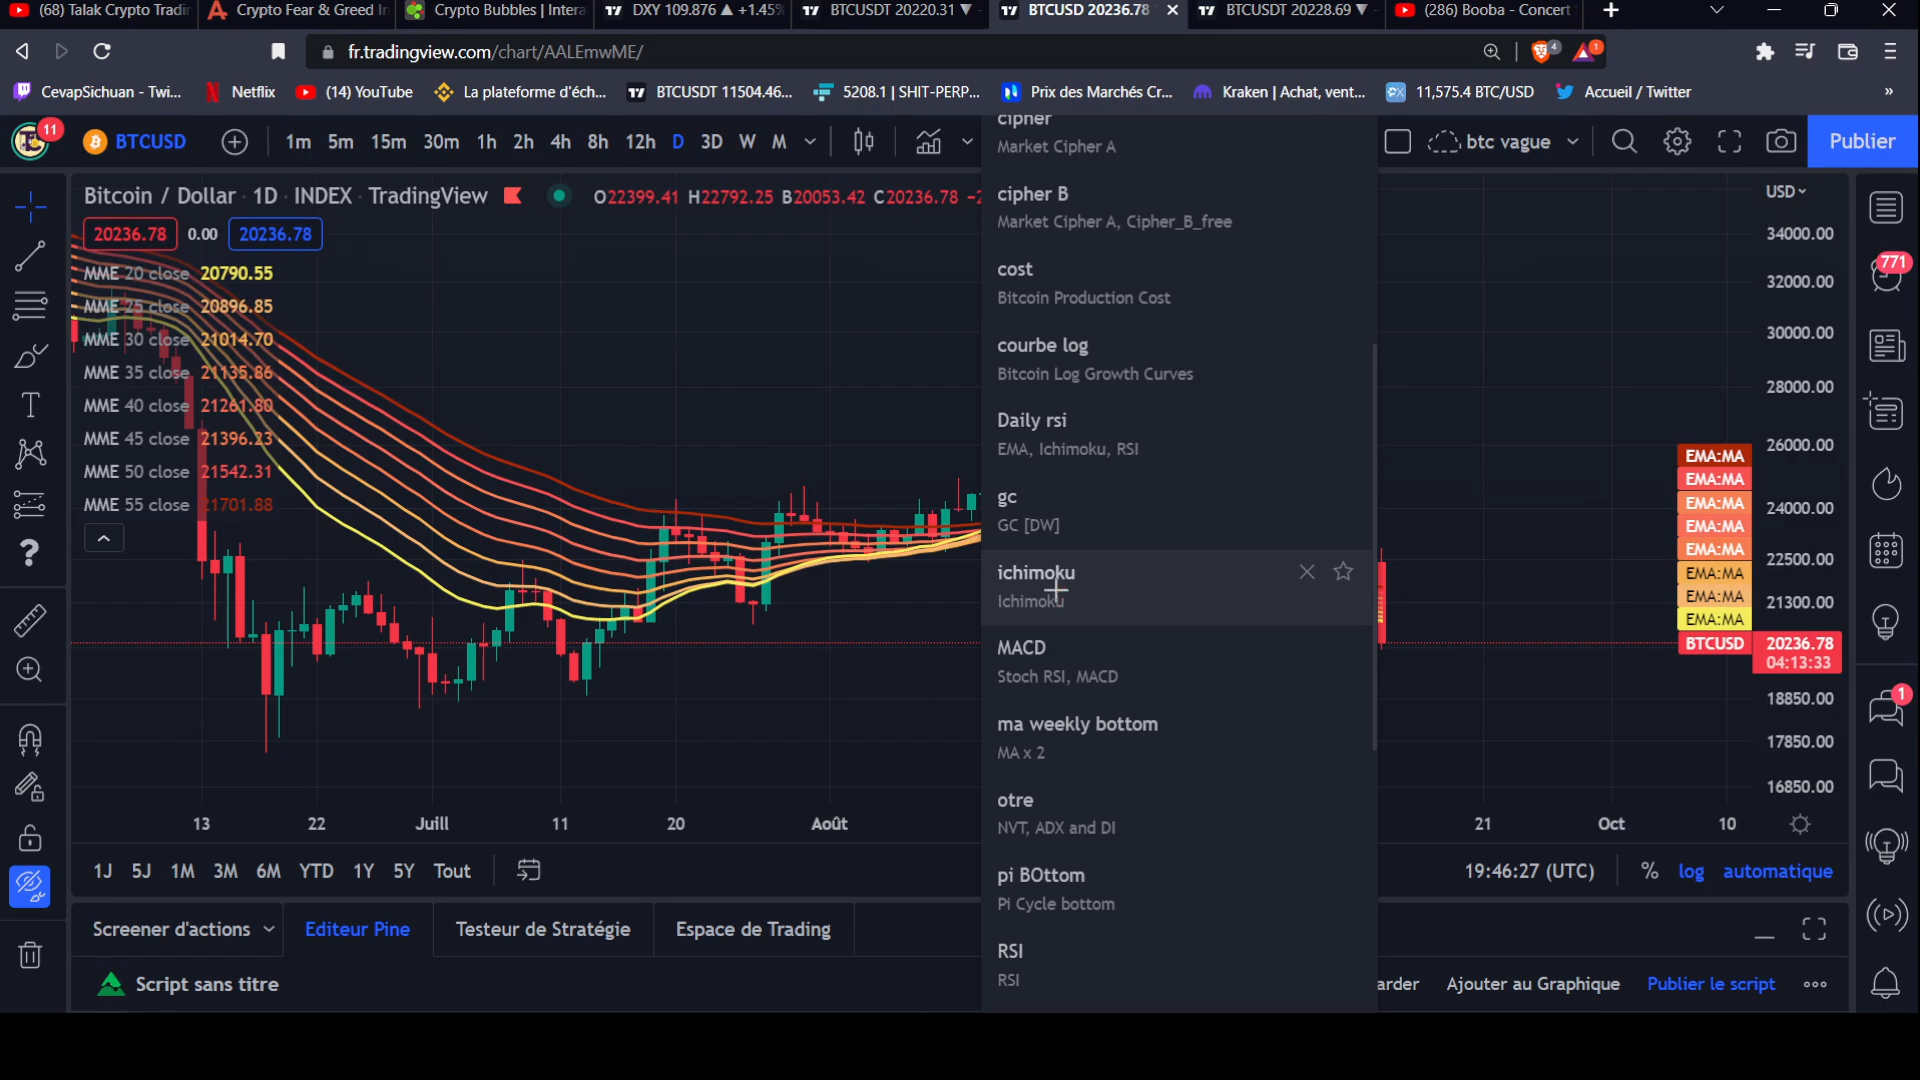 (68) Talak Crypto Tradi
Crypto Fear & Greed In
Crypto Bubbles | Intera
DXY 109.876 ▲ +1.45%
BTCUSDT 20220.31 ▼
BTCUSD 20236.78
BTCUSDT 20228.69 ▼
(286) Booba - Concert
fr.tradingview.com/chart/AALEmwME/
4
1
CevapSichuan - Twi...
Netflix
(14) YouTube
La plateforme d'éch...
BTCUSDT 11504.46...
5208.1 | SHIT-PERP...
Prix des Marchés Cr...
Kraken | Achat, vent...
11,575.4 BTC/USD
Accueil / Twitter
»
11
BTCUSD
1m 5m 15m 30m 1h 2h 4h 8h 12h D 3D W M
btc vague
Publier
Bitcoin / Dollar · 1D · INDEX · TradingView
O22399.41 H22792.25 B20053.42 C20236.78 -2
20236.78 0.00 20236.78
MME 20 close 20790.55
MME 25 close 20896.85
MME 30 close 21014.70
MME 35 close 21135.86
MME 40 close 21261.80
MME 45 close 21396.23
MME 50 close 21542.31
MME 55 close 21701.88
cipher
Market Cipher A
cipher B
Market Cipher A, Cipher_B_free
cost
Bitcoin Production Cost
courbe log
Bitcoin Log Growth Curves
Daily rsi
EMA, Ichimoku, RSI
gc
GC [DW]
ichimoku
Ichimoku
MACD
Stoch RSI, MACD
ma weekly bottom
MA x 2
otre
NVT, ADX and DI
pi BOttom
Pi Cycle bottom
RSI
RSI
USD
34000.00
32000.00
30000.00
28000.00
26000.00
24000.00
22500.00
21300.00
20236.78
04:13:33
18850.00
17850.00
16850.00
EMA:MA
EMA:MA
EMA:MA
EMA:MA
EMA:MA
EMA:MA
EMA:MA
EMA:MA
BTCUSD
771
1
13 22 Juill 11 20 Août 21 Oct 10
1J 5J 1M 3M 6M YTD 1Y 5Y Tout
19:46:27 (UTC) % log automatique
Screener d'actions
Editeur Pine
Testeur de Stratégie
Espace de Trading
Script sans titre
arder
Ajouter au Graphique
Publier le script